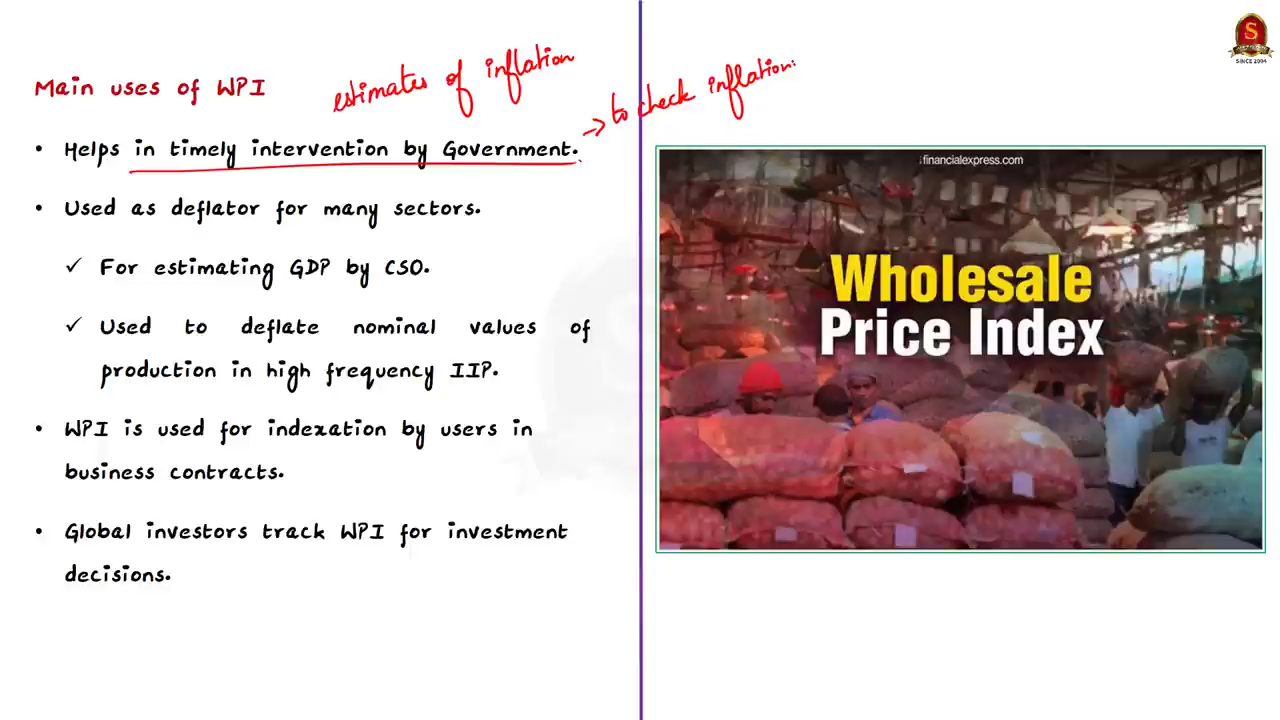 Main uses of WPI
estimates of inflation
→ to check inflation.
• Helps in timely intervention by Government.
• Used as deflator for many sectors.
✓ For estimating GDP by CSO.
✓ Used to deflate nominal values of
production in high frequency IIP.
• WPI is used for indexation by users in
business contracts.
• Global investors track WPI for investment
decisions.
financialexpress.com
Wholesale
Price Index
S
SINCE 2004